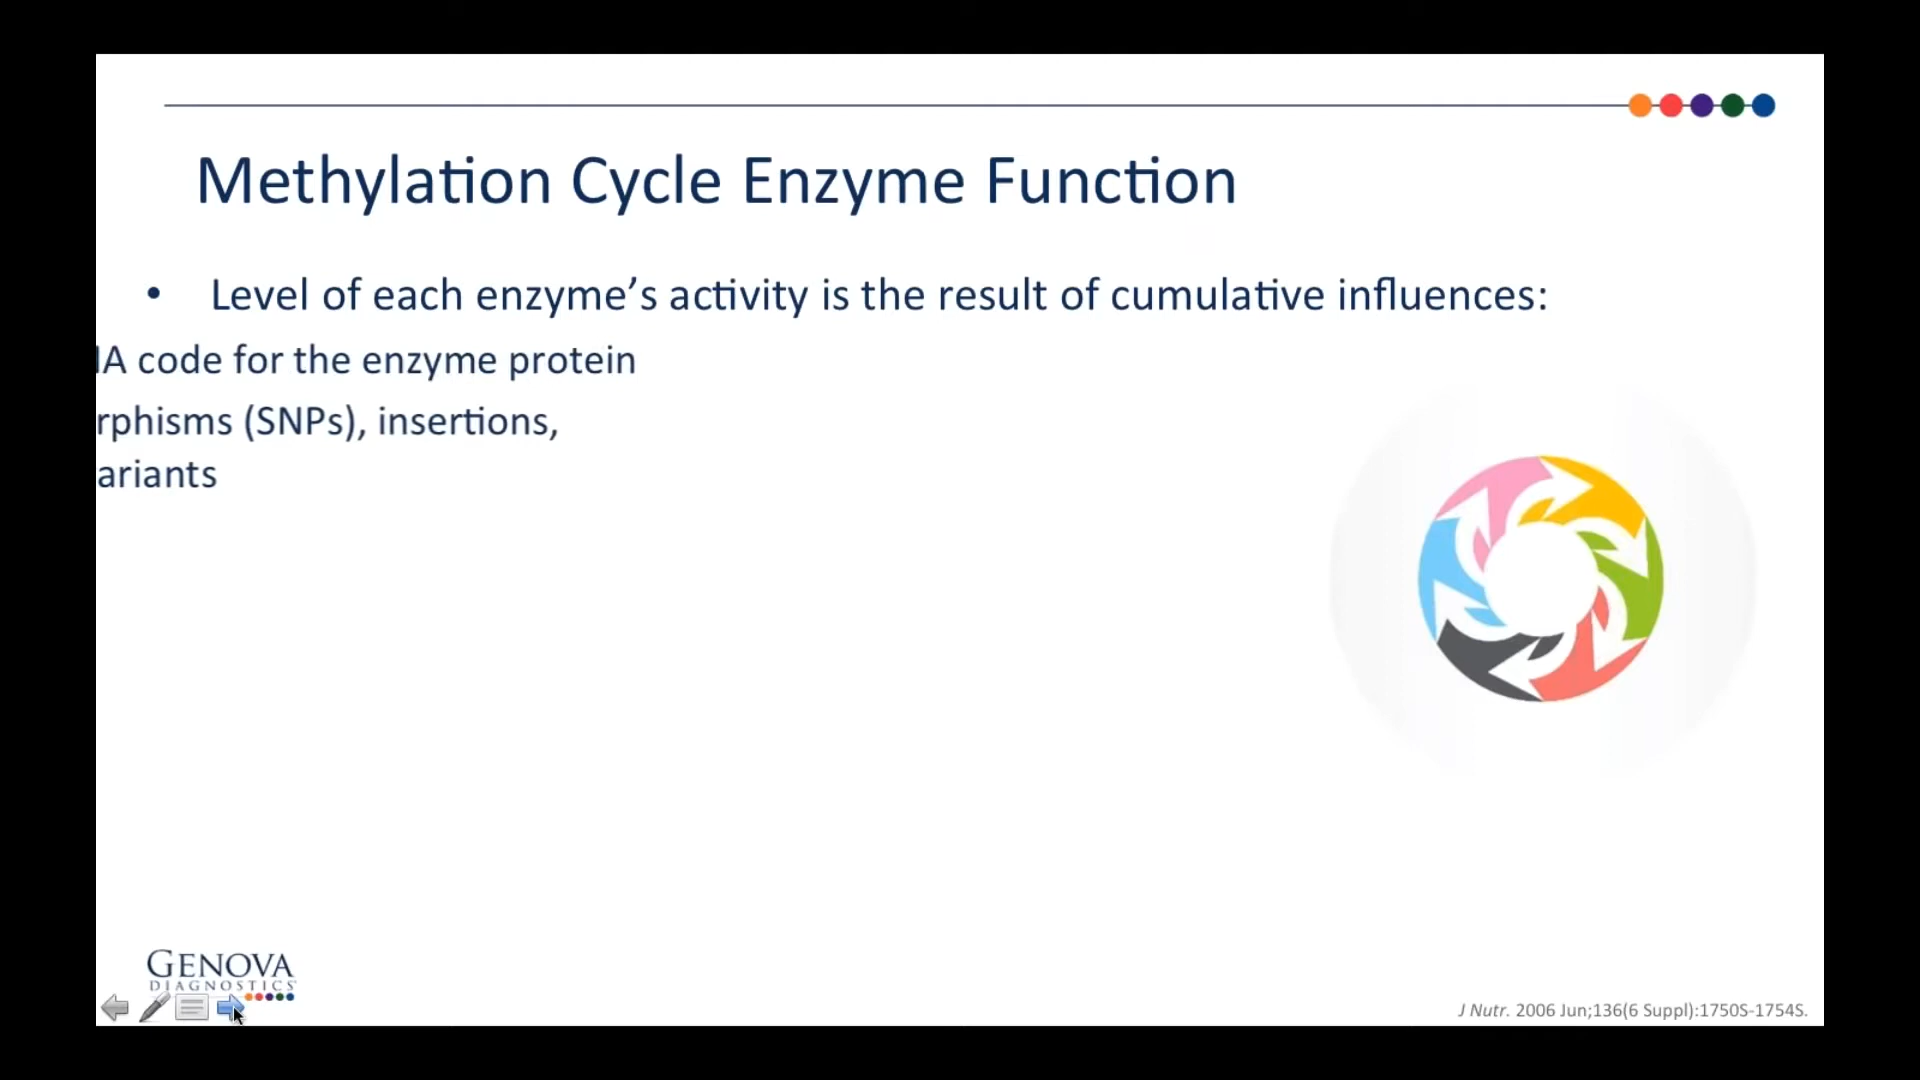 Methylation Cycle Enzyme Function
• Level of each enzyme’s activity is the result of cumulative influences:
A code for the enzyme protein
rphisms (SNPs), insertions,
ariants
GENOVA
DIAGNOSTICS
J Nutr. 2006 Jun;136(6 Suppl):1750S-1754S.